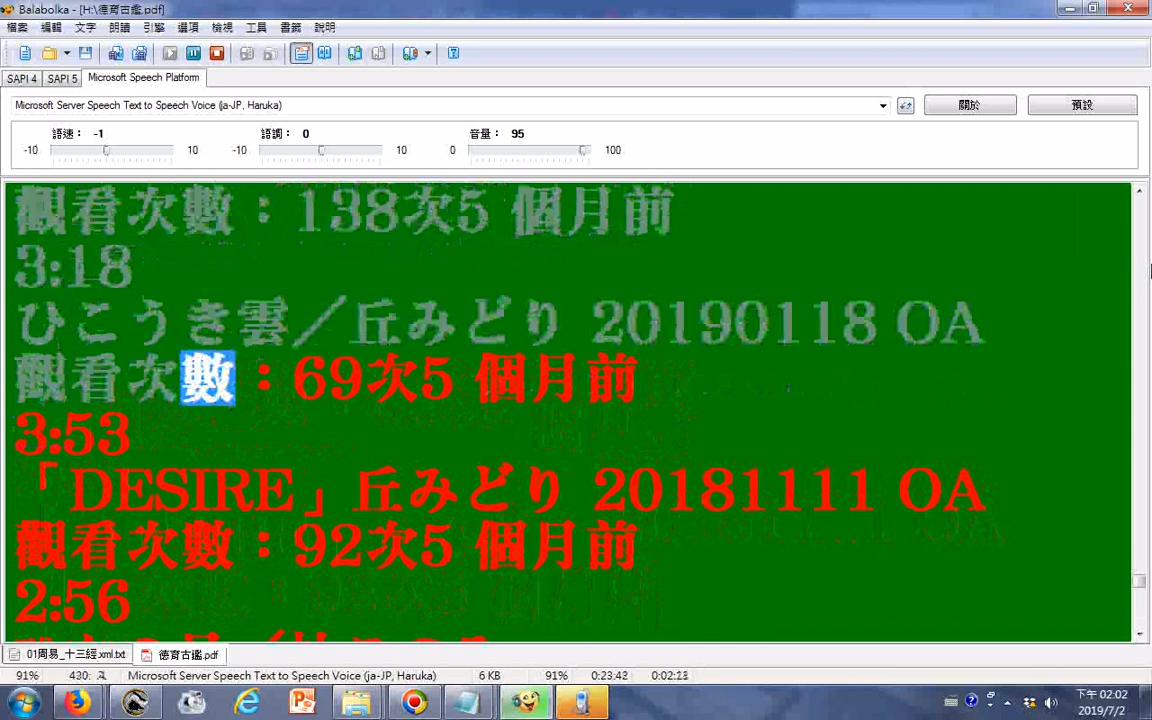 Balabolka - [H:\德育古鑑.pdf]
檔案 編輯 文字 朗讀 引擎 選項 檢視 工具 書籤 說明
SAPI 4 SAPI 5 Microsoft Speech Platform
Microsoft Server Speech Text to Speech Voice (ja-JP, Haruka) 關於 預設
語速： -1 語調： 0 音量： 95
-10 10 -10 10 0 100
觀看次數：138次5 個月前
3:18
ひこうき雲／丘みどり 20190118 OA
觀看次數：69次5 個月前
3:53
「DESIRE」丘みどり 20181111 OA
觀看次數：92次5 個月前
2:56
01周易_十三經.xml.txt 德育古鑑.pdf
91% 430: Microsoft Server Speech Text to Speech Voice (ja-JP, Haruka) 6 KB 91% 0:23:42 0:02:18
下午 02:02
2019/7/2